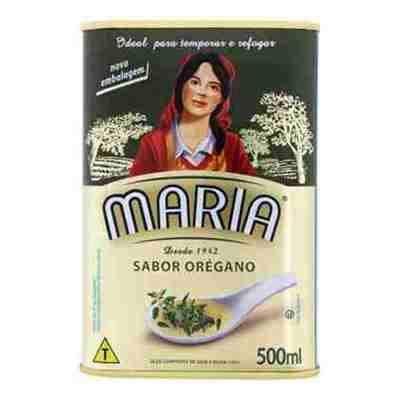 Ideal para temperar e refogar
nova
embalagem!
MARIA®
Desde 1942
SABOR ORÉGANO
T
500ml